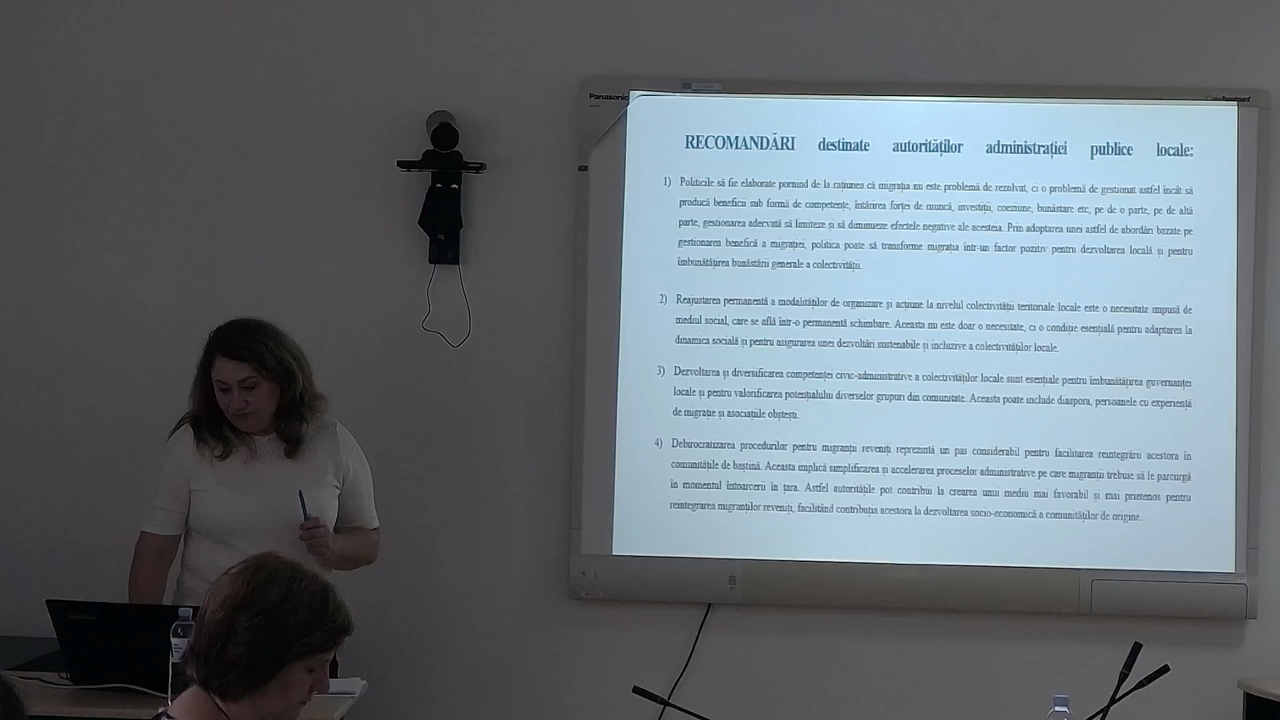 Panasonic
RECOMANDĂRI destinate autorităților administrației publice locale:
1) Politicile să fie elaborate pornind de la rațiunea că migrația nu este problemă de rezolvat, ci o problemă de gestionat astfel încât să
producă beneficii sub formă de competențe, întărirea forței de muncă, investiții, coeziune, bunăstare etc, pe de o parte, pe de altă
parte, gestionarea adecvată să limiteze și să diminueze efectele negative ale acesteia. Prin adoptarea unei astfel de abordări bazate pe
gestionarea benefică a migrației, politica poate să transforme migrația într-un factor pozitiv pentru dezvoltarea locală și pentru
îmbunătățirea bunăstării generale a colectivității.
2) Reajustarea permanentă a modalităților de organizare și acțiune la nivelul colectivității teritoriale locale este o necesitate impusă de
mediul social, care se află într-o permanentă schimbare. Aceasta nu este doar o necesitate, ci o condiție esențială pentru adaptarea la
dinamica socială și pentru asigurarea unei dezvoltări sustenabile și incluzive a colectivităților locale.
3) Dezvoltarea și diversificarea competenței civic-administrative a colectivităților locale sunt esențiale pentru îmbunătățirea guvernanței
locale și pentru valorificarea potențialului diverselor grupuri din comunitate. Aceasta poate include diaspora, persoanele cu experiență
de migrație și asociațiile obștești.
4) Debirocratizarea procedurilor pentru migranții reveniți reprezintă un pas considerabil pentru facilitarea reintegrării acestora în
comunitățile de baștină. Aceasta implică simplificarea și accelerarea proceselor administrative pe care migranții trebuie să le parcurgă
în momentul întoarcerii în țara. Astfel autoritățile pot contribui la crearea unui mediu mai favorabil și mai prietenos pentru
reintegrarea migranților reveniți, facilitând contribuția acestora la dezvoltarea socio-economică a comunităților de origine.